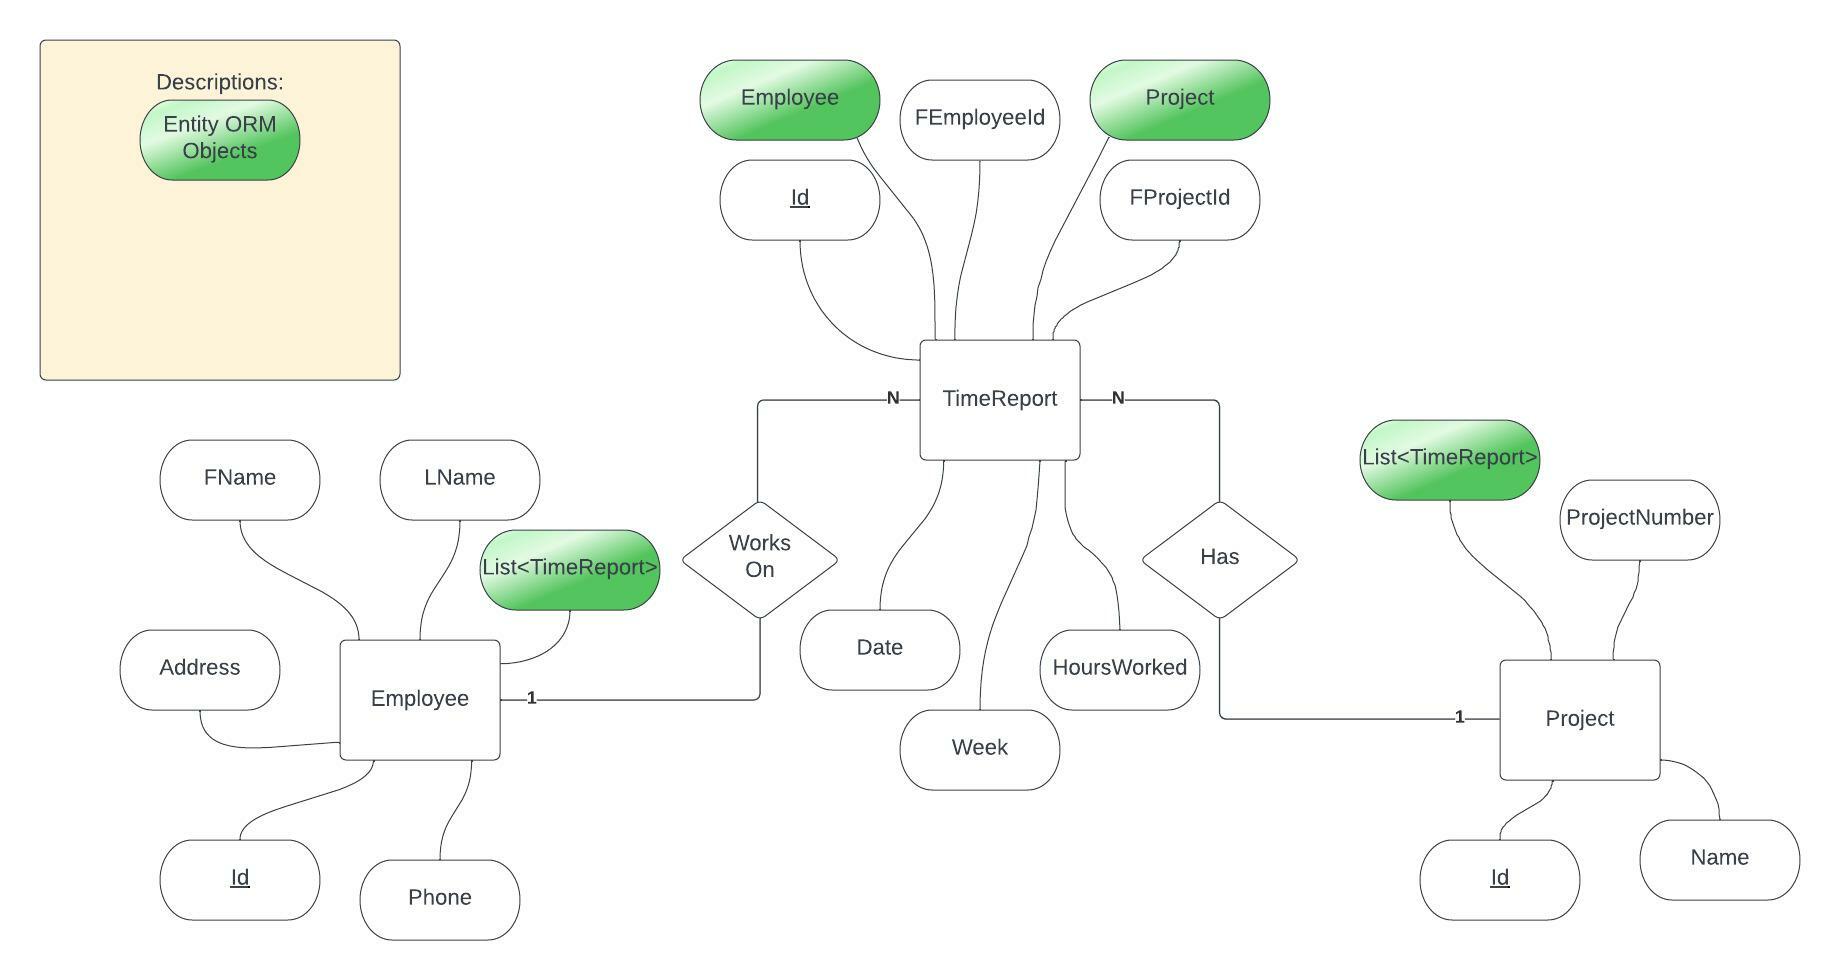 Descriptions:
Entity ORM
Objects
Employee
FEmployeeId
Project
Id
FProjectId
N
TimeReport
N
FName
LName
List<TimeReport>
Works
On
Has
List<TimeReport>
ProjectNumber
Address
Employee
1
Date
HoursWorked
Week
1
Project
Id
Phone
Id
Name